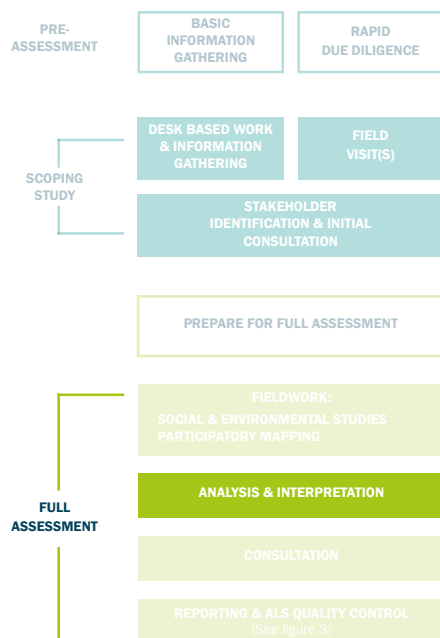 PRE-
ASSESSMENT
BASIC
INFORMATION
GATHERING
RAPID
DUE DILIGENCE
SCOPING
STUDY
DESK BASED WORK
& INFORMATION
GATHERING
FIELD
VISIT(S)
STAKEHOLDER
IDENTIFICATION & INITIAL
CONSULTATION
PREPARE FOR FULL ASSESSMENT
FULL
ASSESSMENT
FIELDWORK:
SOCIAL & ENVIRONMENTAL STUDIES
PARTICIPATORY MAPPING
ANALYSIS & INTERPRETATION
CONSULTATION
REPORTING & ALS QUALITY CONTROL
(See figure 3)